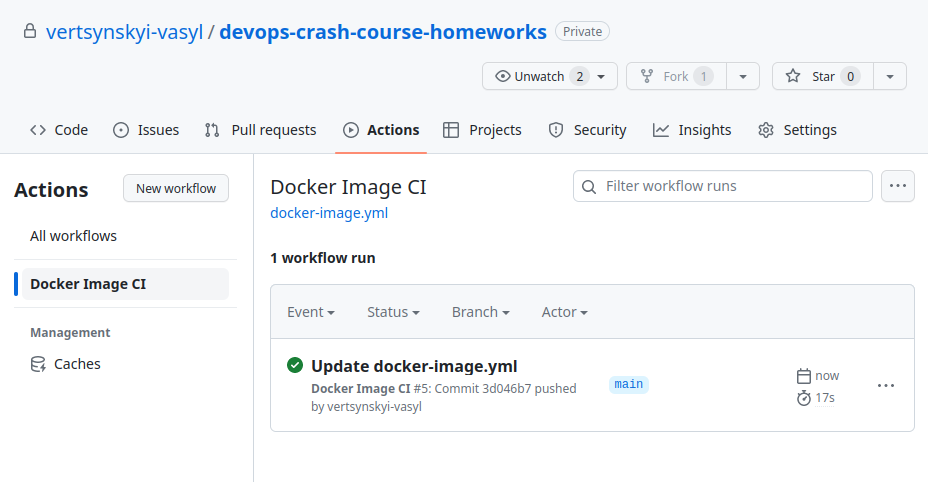 vertsynskyi-vasyl / devops-crash-course-homeworks Private
Unwatch 2 Fork 1 Star 0
Code Issues Pull requests Actions Projects Security Insights Settings
Actions New workflow
All workflows
Docker Image CI
Management
Caches
Docker Image CI
docker-image.yml
Filter workflow runs
1 workflow run
Event Status Branch Actor
Update docker-image.yml
Docker Image CI #5: Commit 3d046b7 pushed
by vertsynskyi-vasyl
main
now
17s